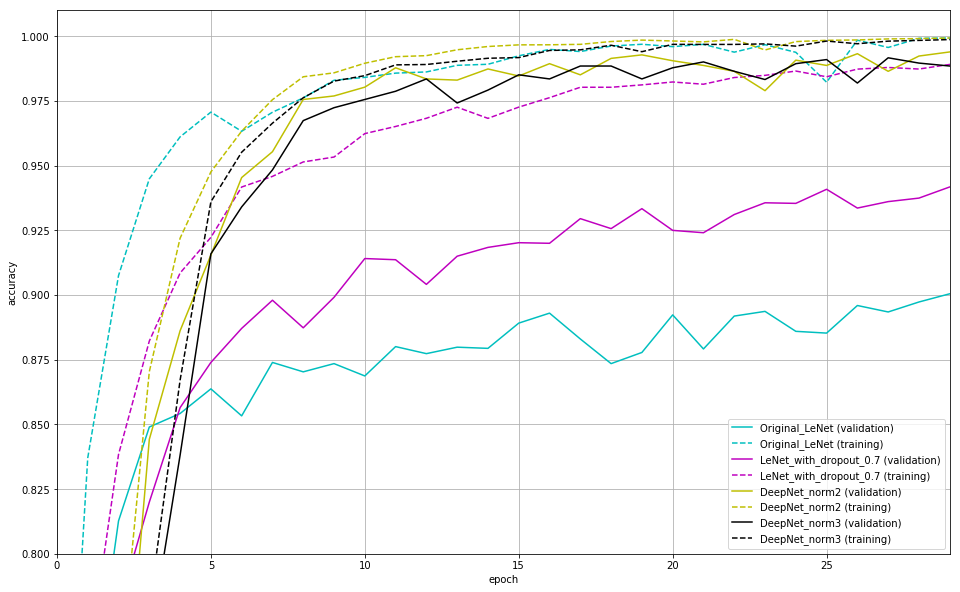 1.000
0.975
0.950
0.925
0.900
0.875
0.850
0.825
0.800
accuracy
0
5
10
15
20
25
epoch
Original_LeNet (validation)
Original_LeNet (training)
LeNet_with_dropout_0.7 (validation)
LeNet_with_dropout_0.7 (training)
DeepNet_norm2 (validation)
DeepNet_norm2 (training)
DeepNet_norm3 (validation)
DeepNet_norm3 (training)